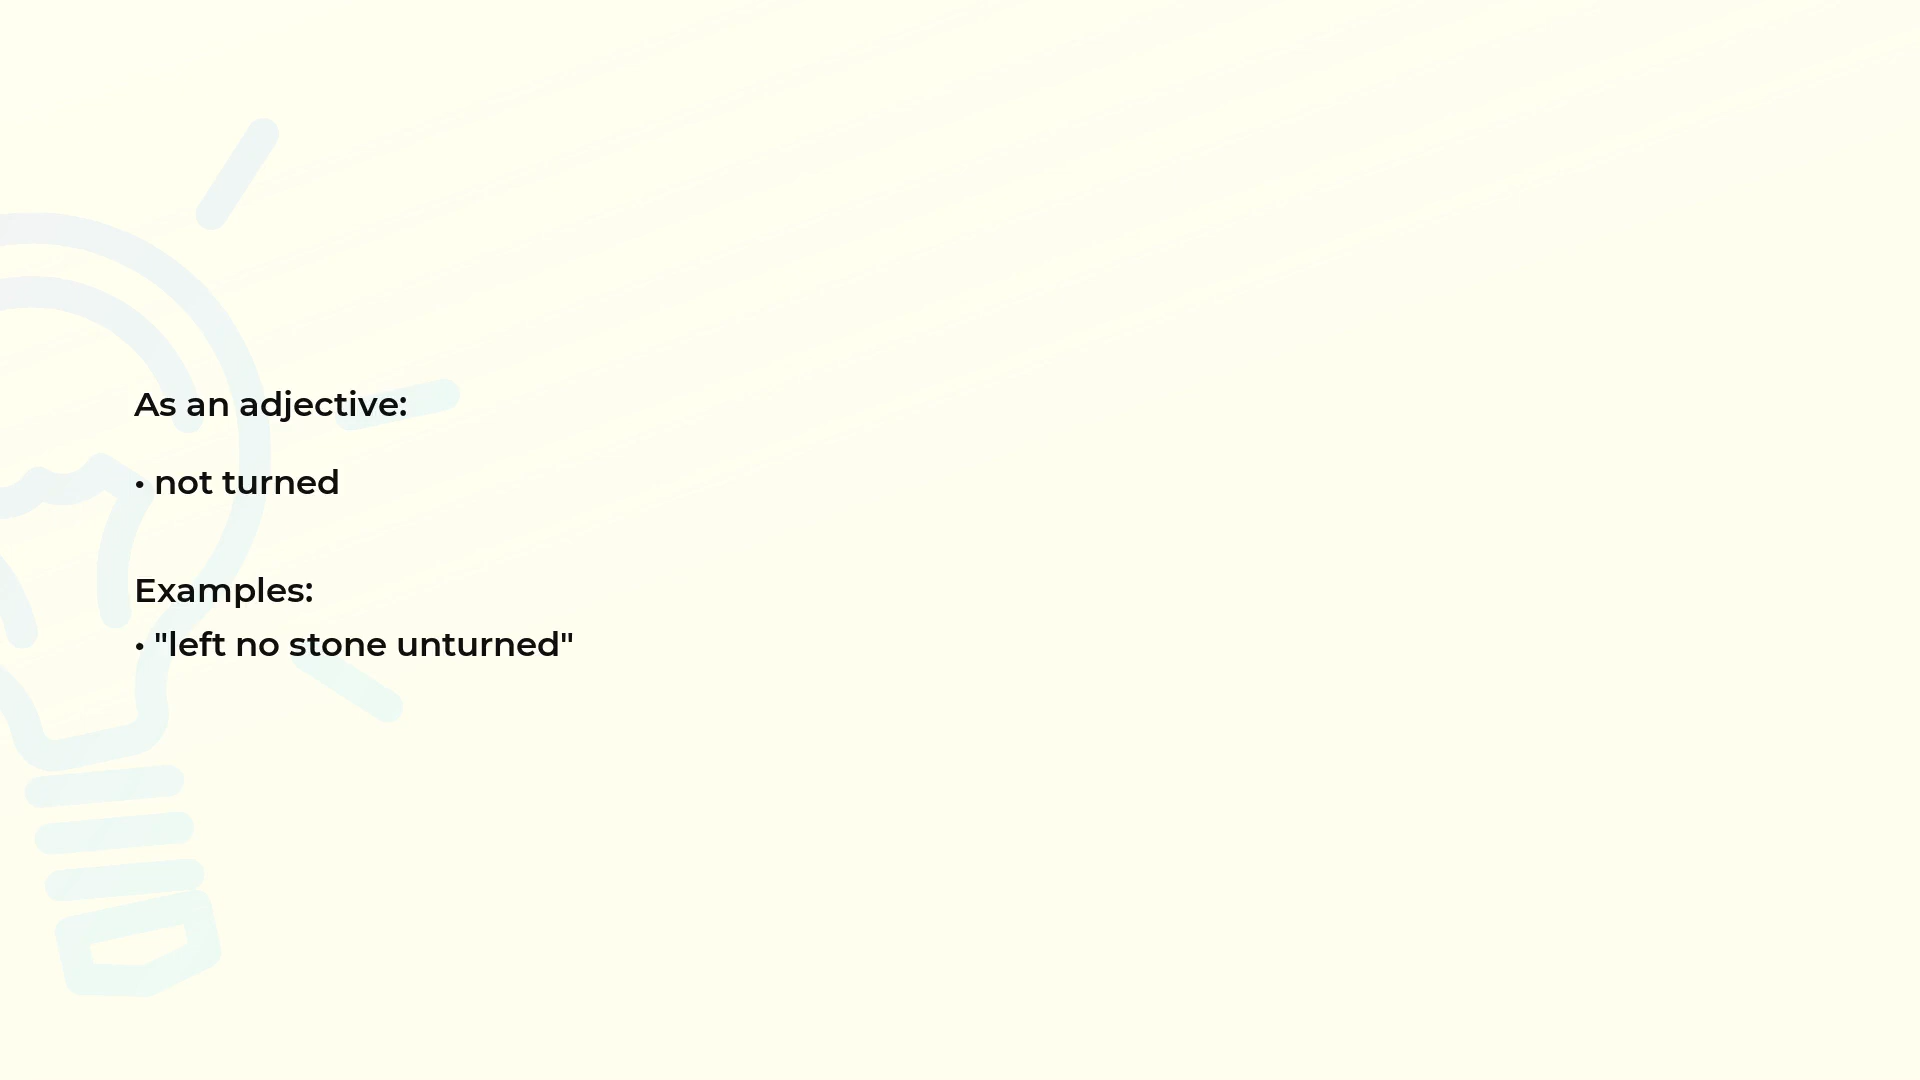 As an adjective:
• not turned
Examples:
• "left no stone unturned"